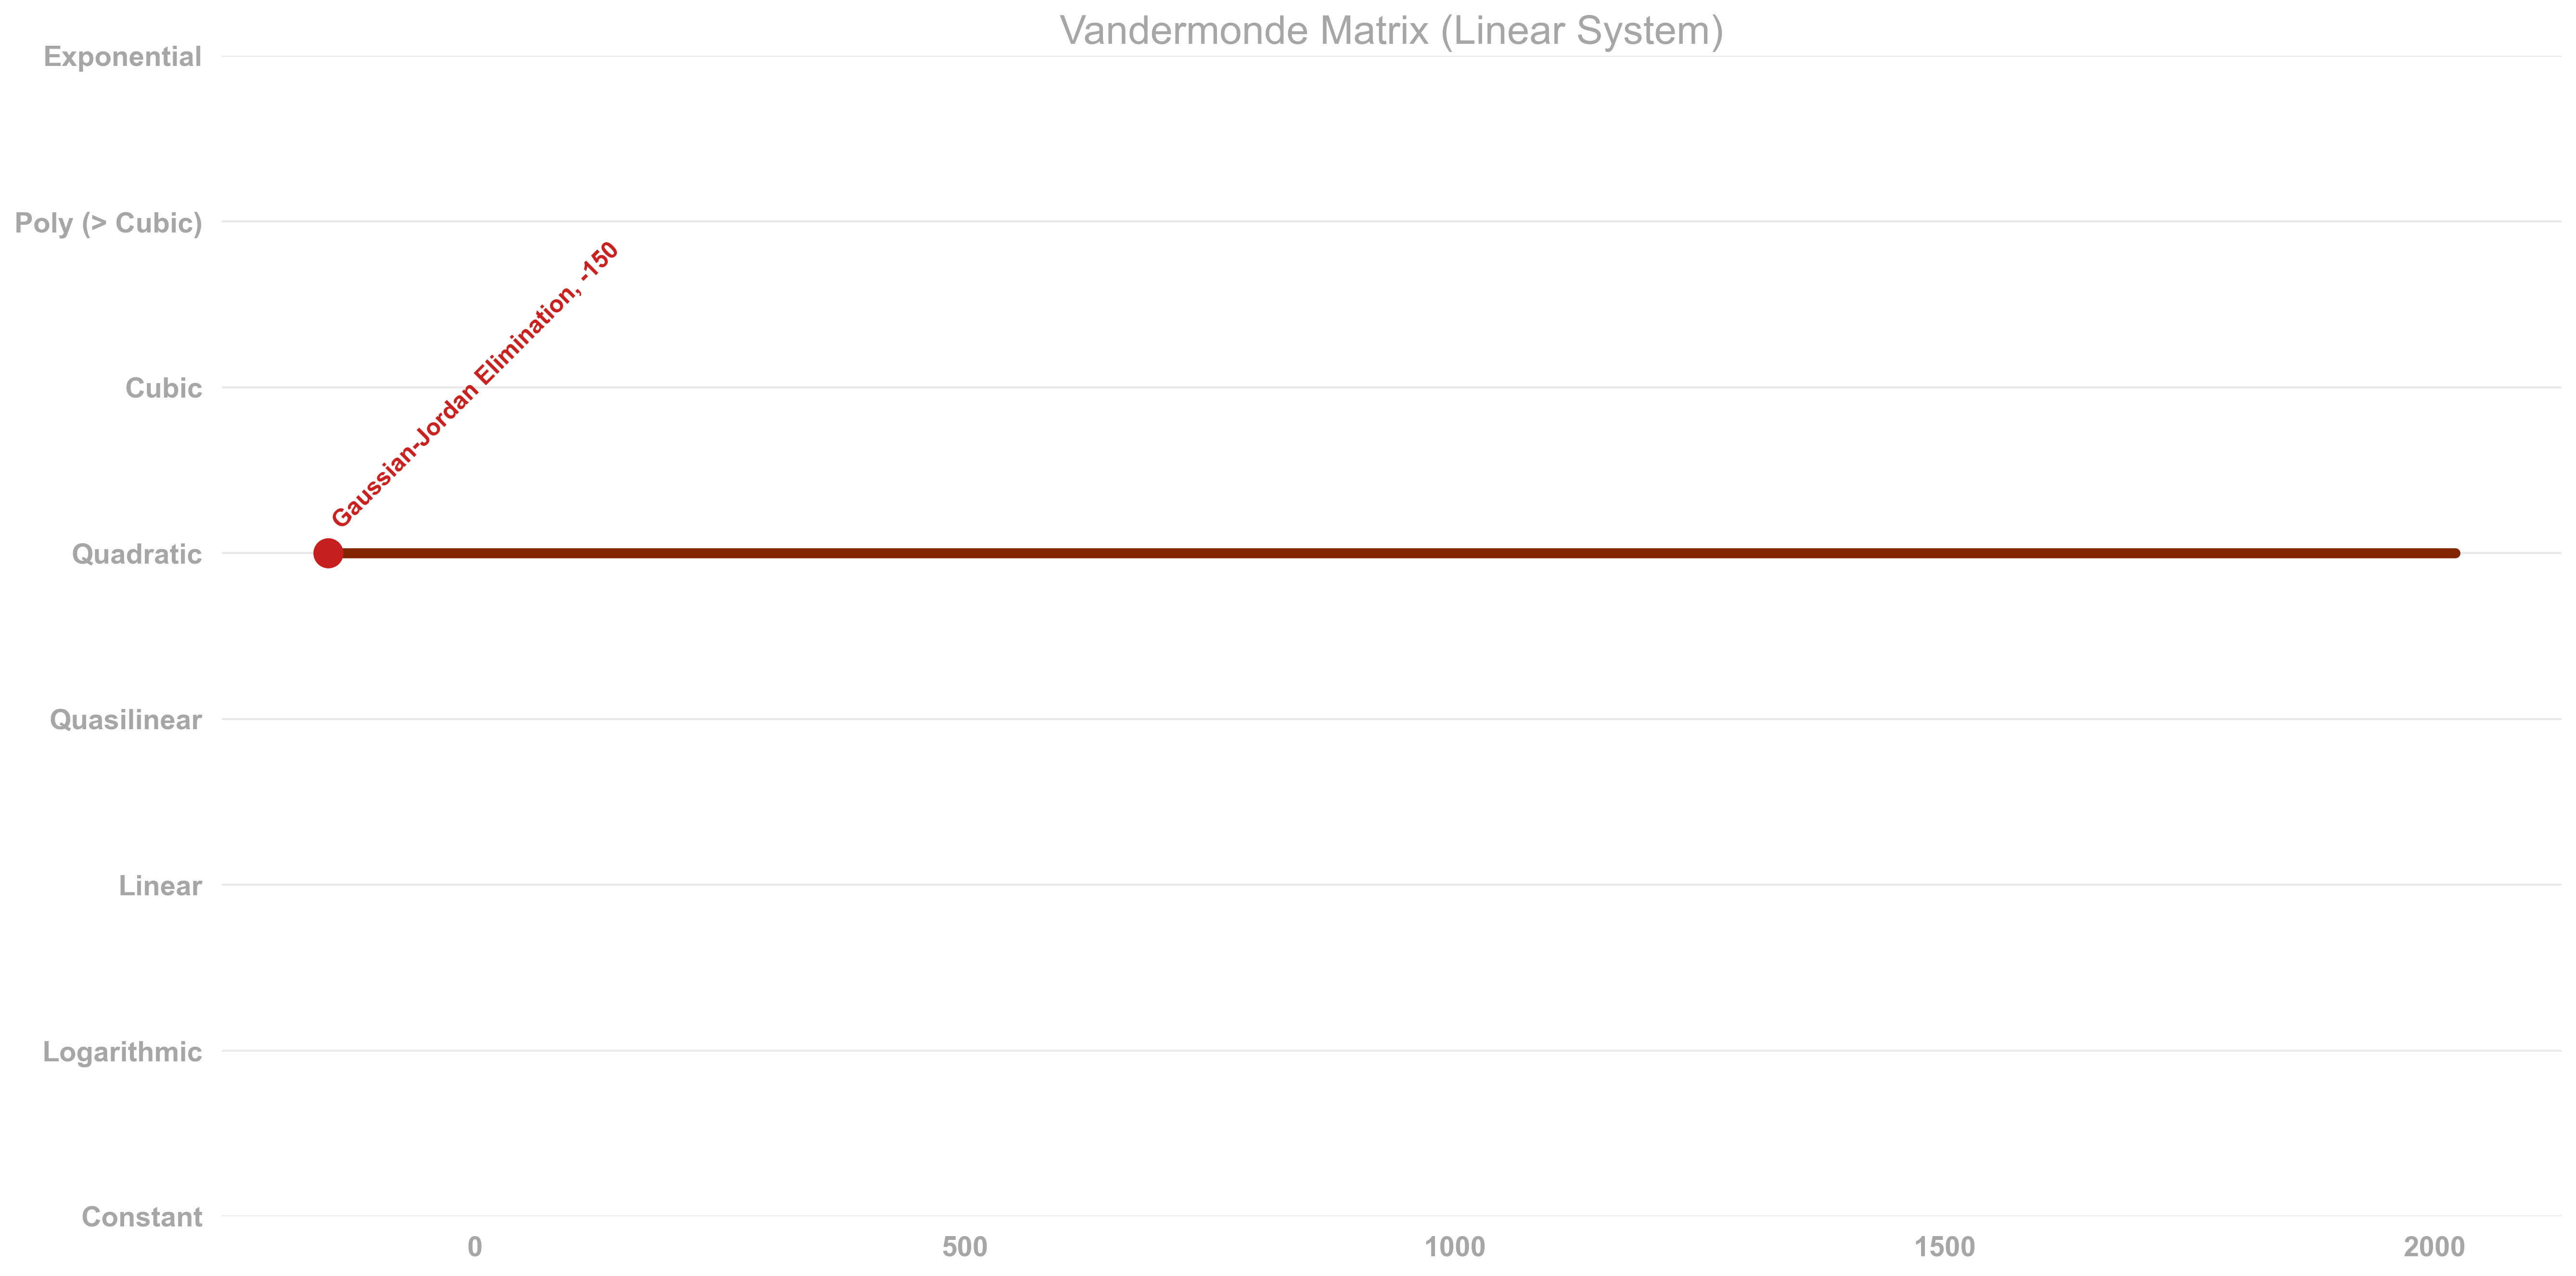 Vandermonde Matrix (Linear System)
Exponential
Poly (> Cubic)
Cubic
Quadratic
Quasilinear
Linear
Logarithmic
Constant
Gaussian-Jordan Elimination, -150
0 500 1000 1500 2000